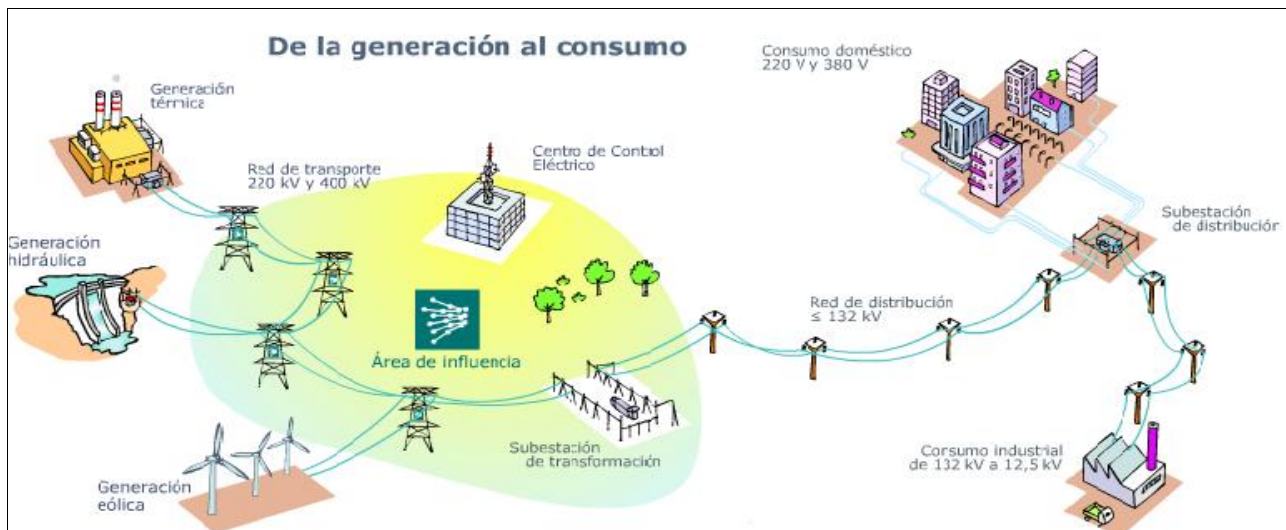 De la generación al consumo
Generación
térmica
Red de transporte
220 kV y 400 kV
Centro de Control
Eléctrico
Consumo doméstico
220 V y 380 V
Subestación
de distribución
Generación
hidráulica
Red de distribución
≤ 132 kV
Área de influencia
Subestación
de transformación
Consumo industrial
de 132 kV a 12,5 kV
Generación
eólica